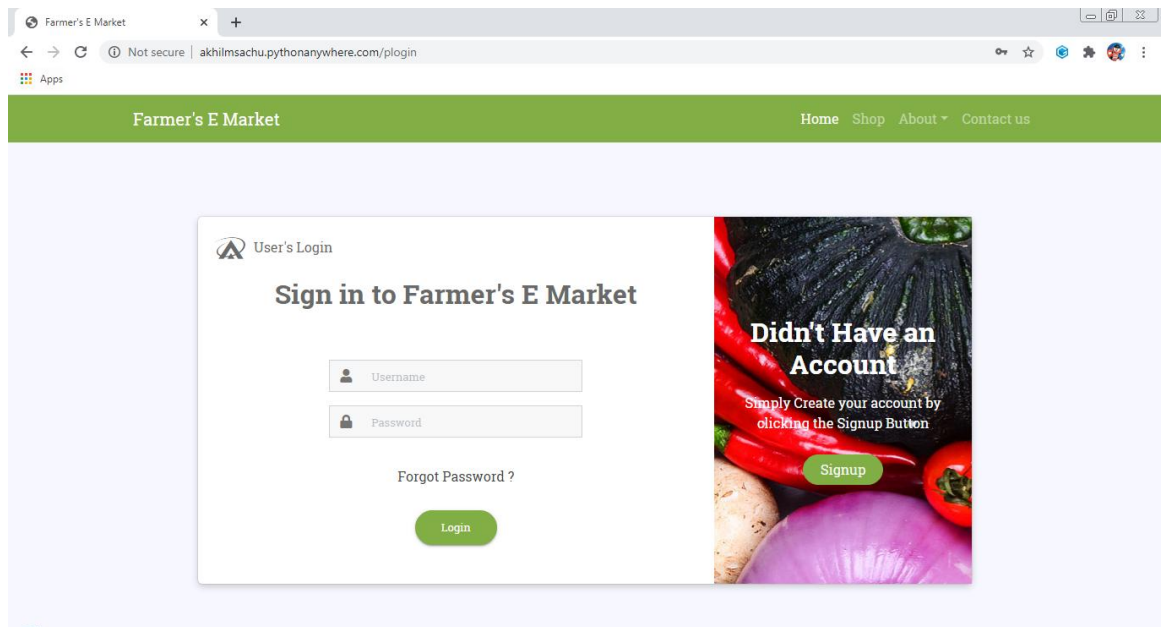 Farmer's E Market
Not secure | akhilmsachu.pythonanywhere.com/plogin
Apps
Farmer's E Market
Home Shop About Contact us
User's Login
Sign in to Farmer's E Market
Username
Password
Forgot Password ?
Login
Didn't Have an
Account
Simply Create your account by
clicking the Signup Button
Signup